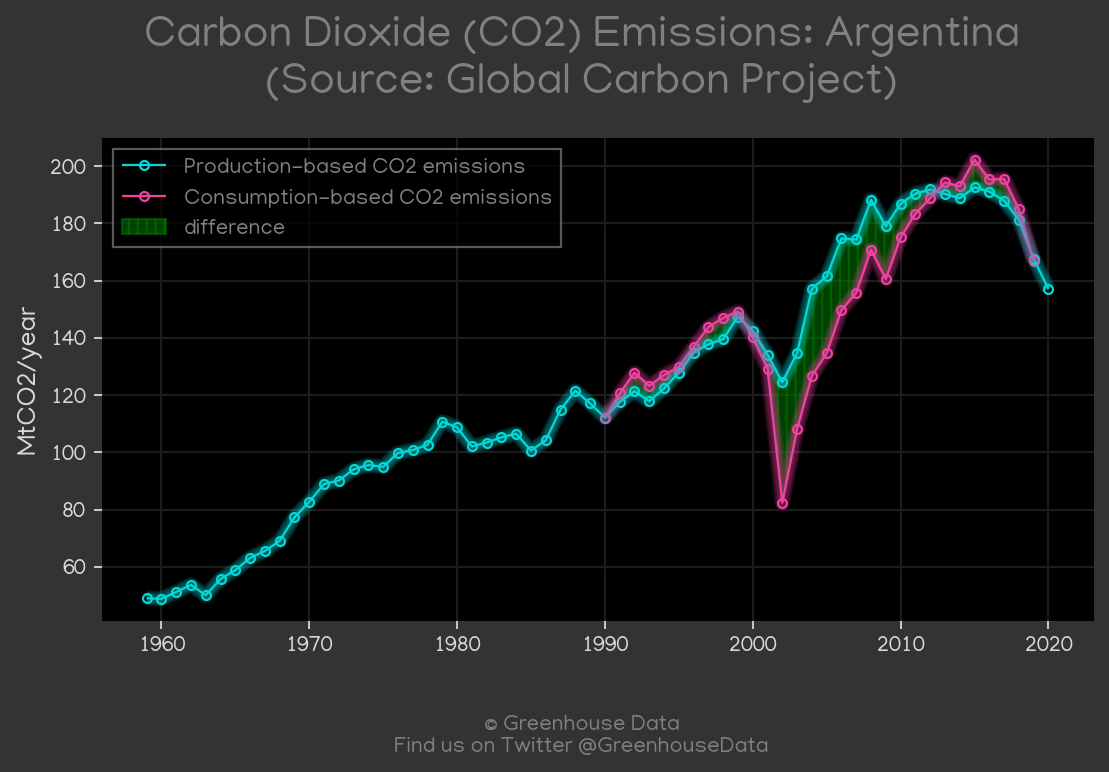 Carbon Dioxide (CO2) Emissions: Argentina
(Source: Global Carbon Project)
Production-based CO2 emissions
Consumption-based CO2 emissions
difference
MtCO2/year
200
180
160
140
120
100
80
60
1960 1970 1980 1990 2000 2010 2020
© Greenhouse Data
Find us on Twitter @GreenhouseData